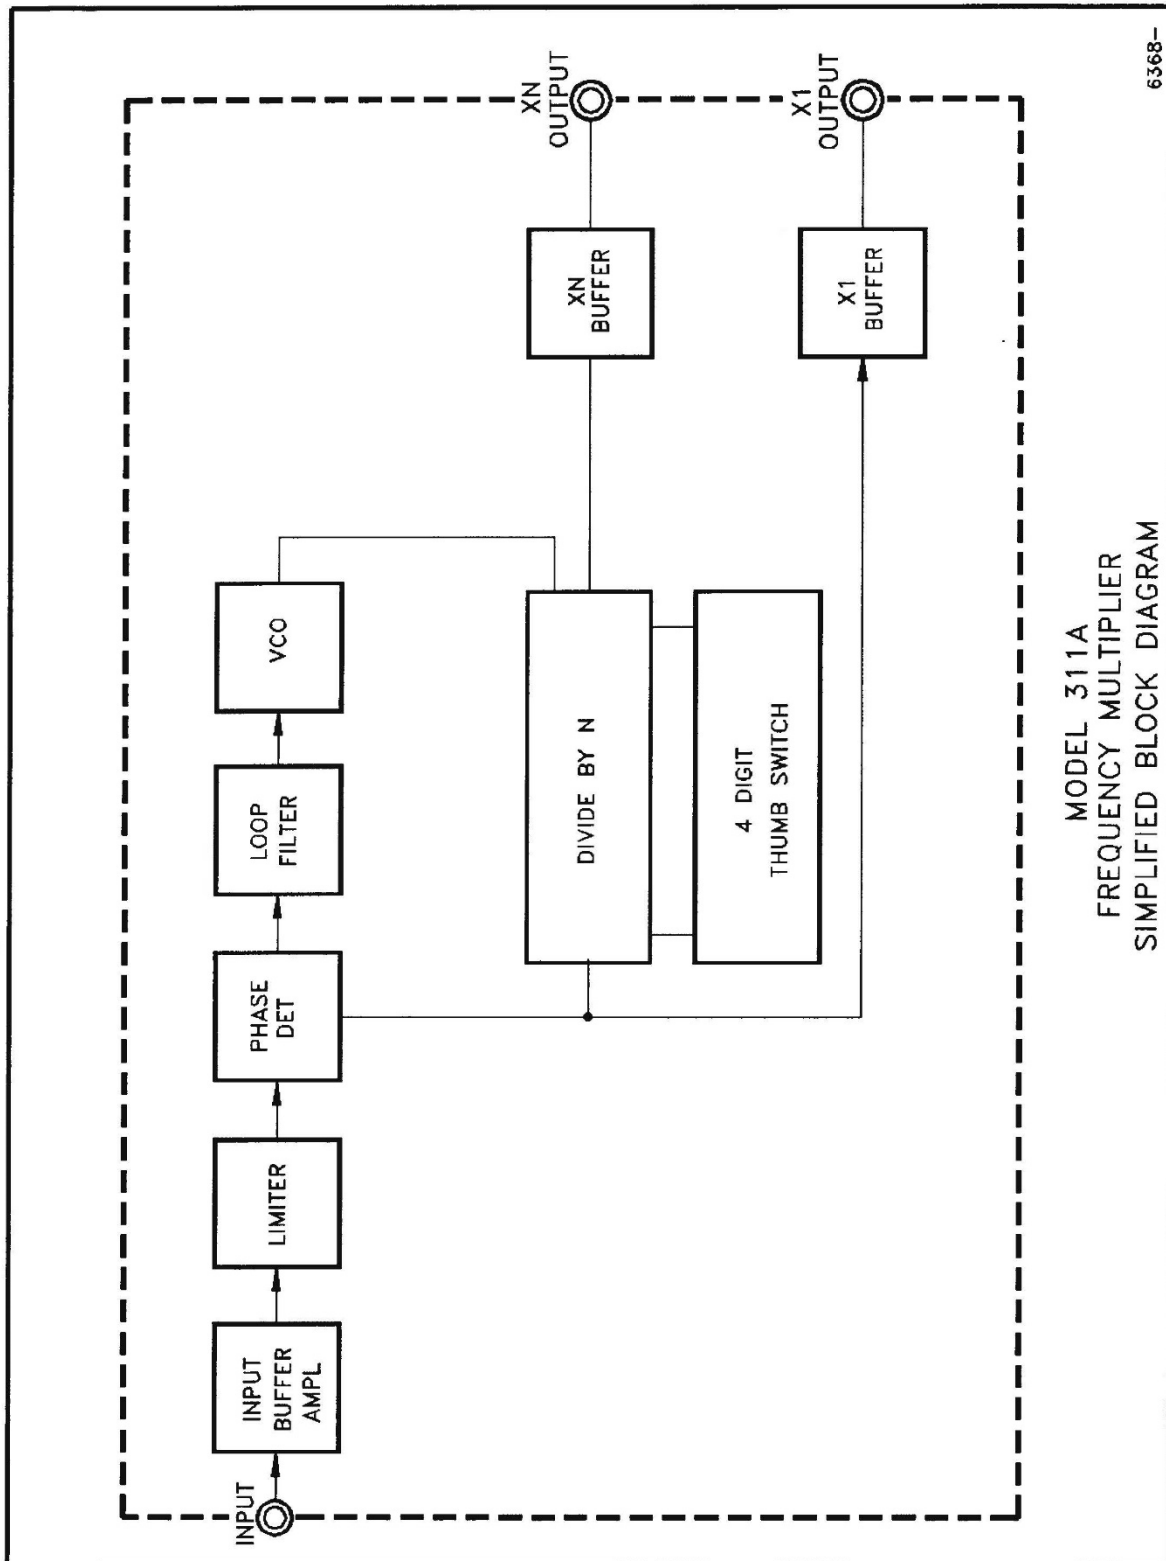 INPUT
INPUT
BUFFER
AMPL
LIMITER
PHASE
DET
LOOP
FILTER
VCO
DIVIDE BY N
4 DIGIT
THUMB SWITCH
XN
BUFFER
XN
OUTPUT
X1
BUFFER
X1
OUTPUT
MODEL 311A
FREQUENCY MULTIPLIER
SIMPLIFIED BLOCK DIAGRAM
6368-